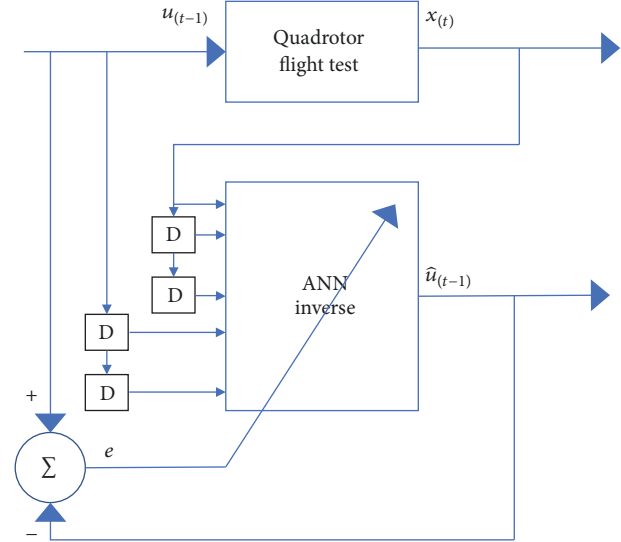 u(t−1)
Quadrotor
flight test
x(t)
D
D
ANN
inverse
û(t−1)
D
D
+
Σ
e
−